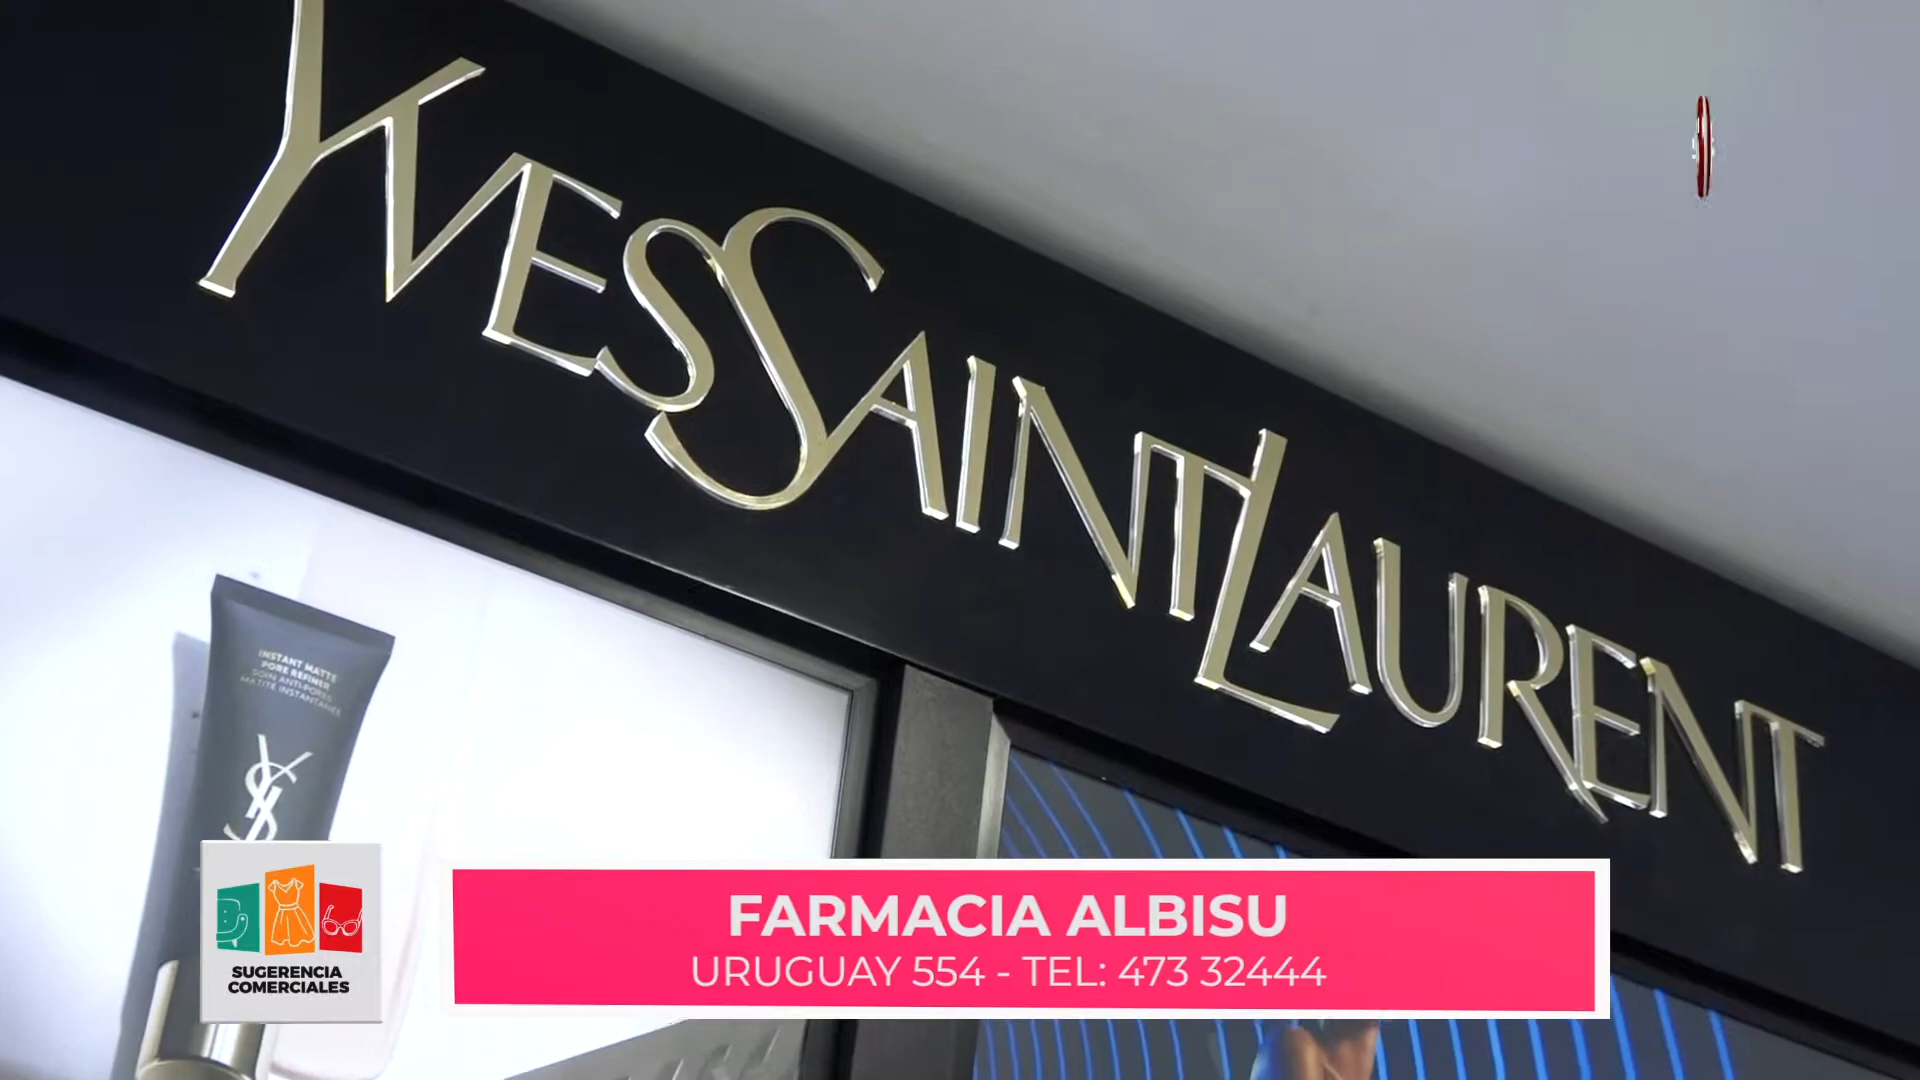 YVESSAINTLAURENT
INSTANT MATTE
PORE REFINER
SOIN ANTI-PORES
MATITÉ INSTANTANÉE
YSL
FARMACIA ALBISU
URUGUAY 554 - TEL: 473 32444
SUGERENCIA
COMERCIALES